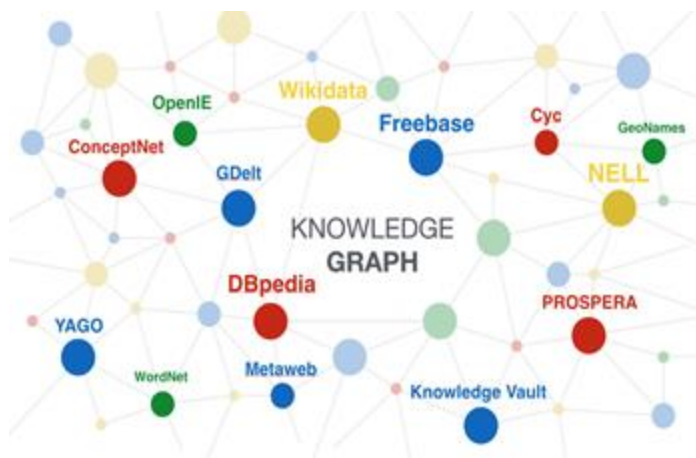 Wikidata
OpenIE
Freebase
Cyc
GeoNames
ConceptNet
GDelt
NELL
KNOWLEDGE
GRAPH
DBpedia
PROSPERA
YAGO
WordNet
Metaweb
Knowledge Vault